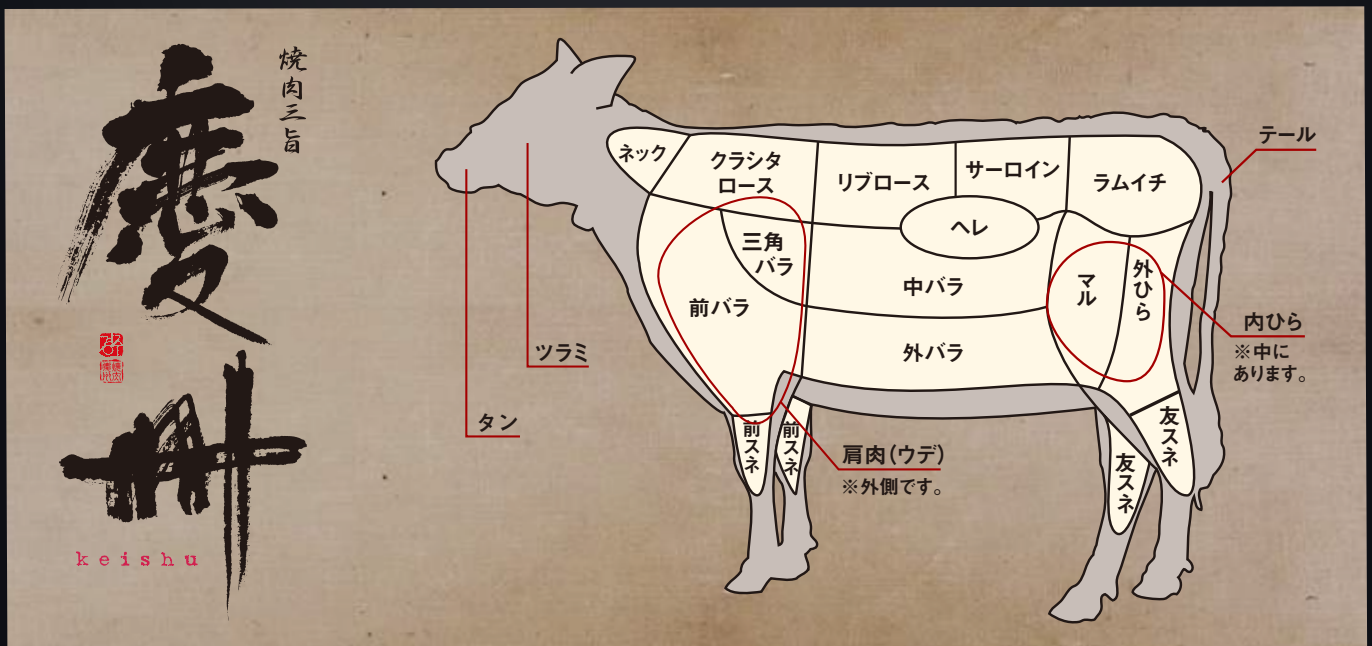 焼肉三旨
慶州
keishu
ネック
クラシタ
ロース
リブロース
サーロイン
ラムイチ
テール
ヘレ
三角
バラ
前バラ
中バラ
外バラ
マル
外ひら
内ひら
※中に
あります。
ツラミ
タン
前スネ
前スネ
肩肉(ウデ)
※外側です。
友スネ
友スネ